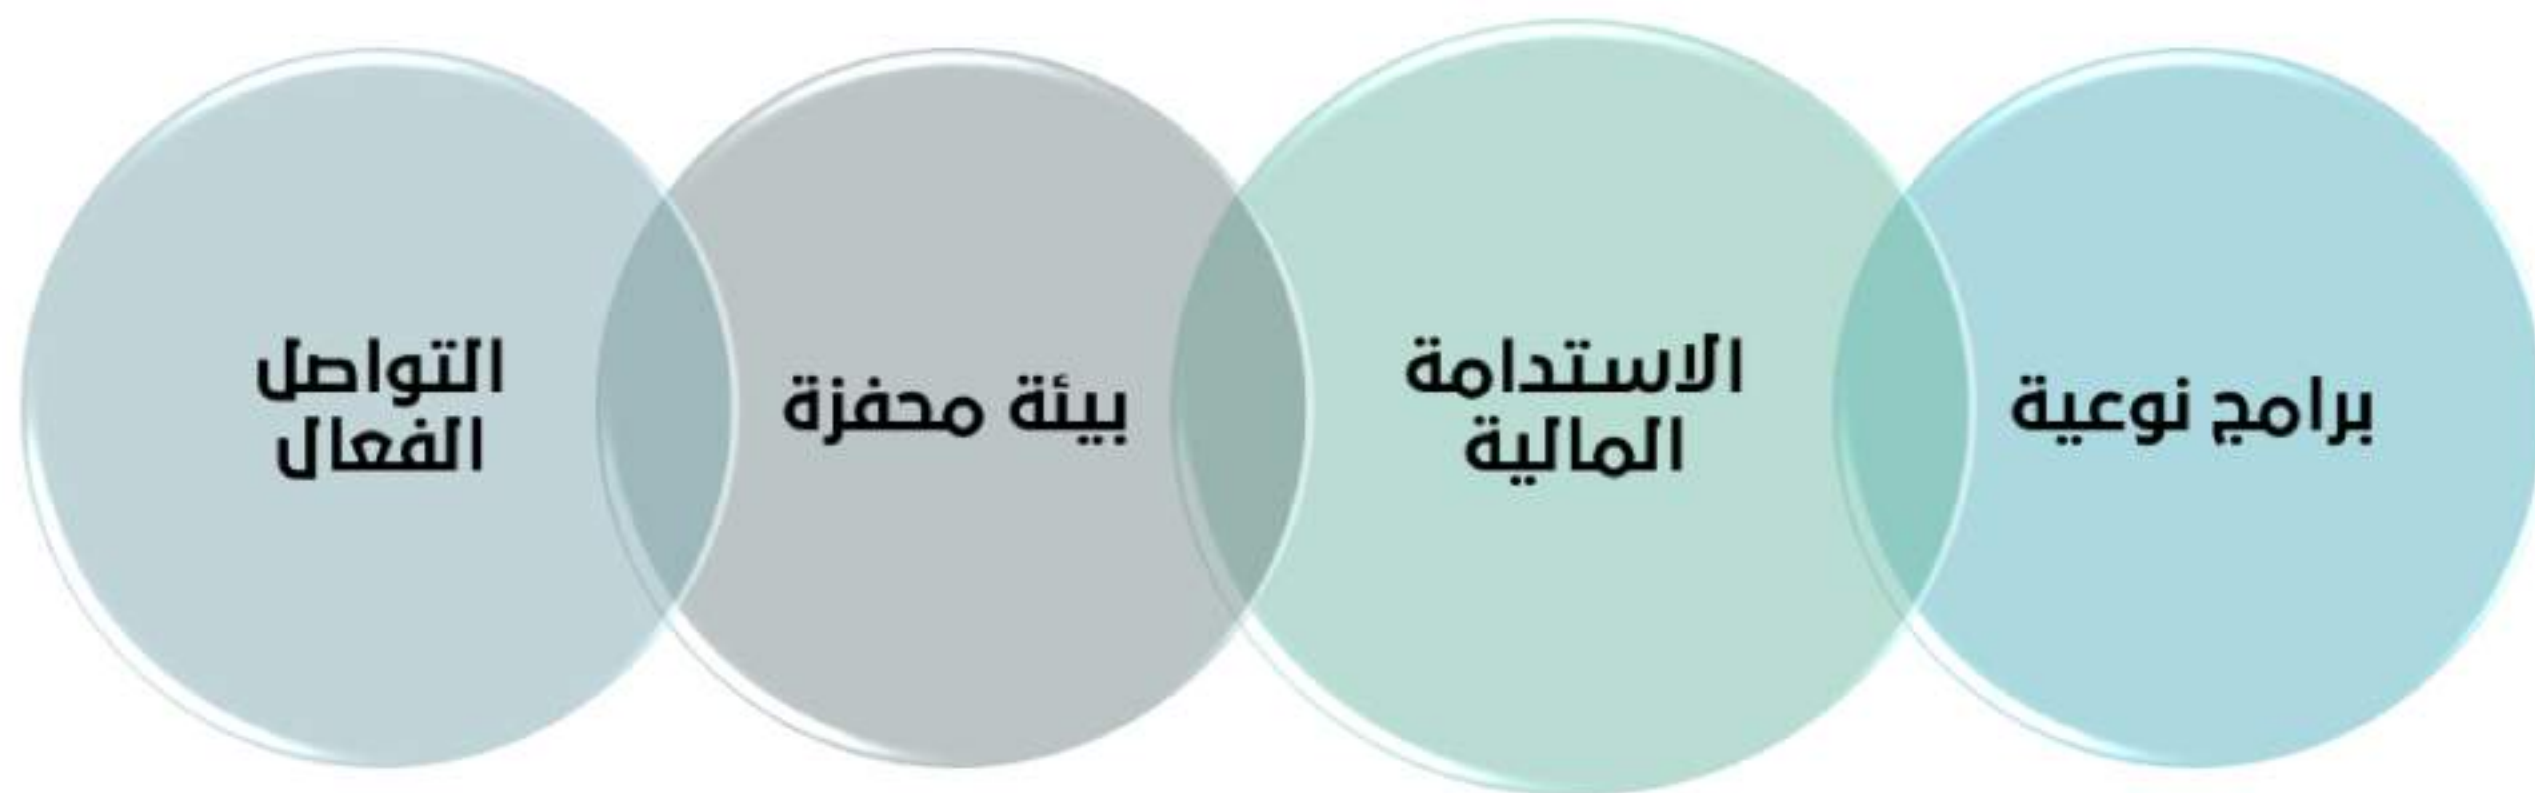 برامج نوعية
الاستدامة
المالية
بيئة محفزة
التواصل
الفعال